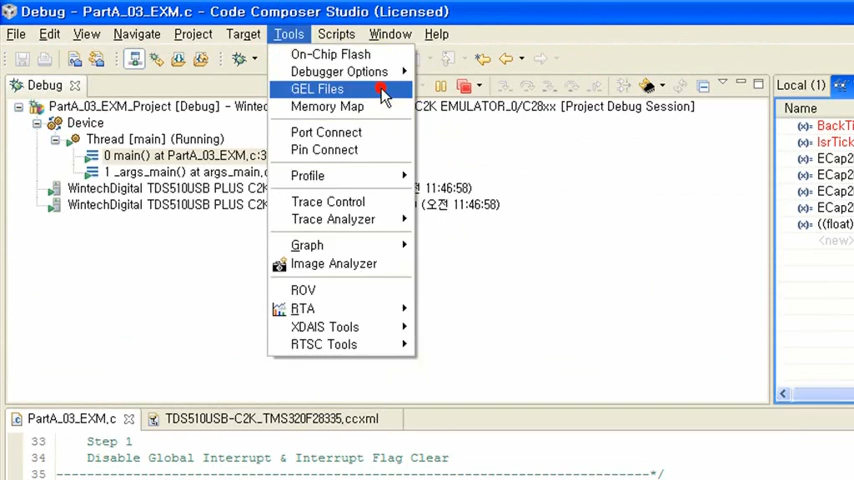 Debug - PartA_03_EXM.c - Code Composer Studio (Licensed)
File Edit View Navigate Project Target Tools Scripts Window Help
On-Chip Flash
Debugger Options
GEL Files
Memory Map
Port Connect
Pin Connect
Profile
Trace Control
Trace Analyzer
Graph
Image Analyzer
ROV
RTA
XDAIS Tools
RTSC Tools
Debug
PartA_03_EXM_Project [Debug] - Wintec
C2K EMULATOR_0/C28xx (Project Debug Session)
Device
Thread [main] (Running)
0 main() at PartA_03_EXM.c:3
1 _args_main() at args_main.c
WintechDigital TDS510USB PLUS C2K
전 11:46:58)
WintechDigital TDS510USB PLUS C2K
(오전 11:46:58)
Local (1)
Name
(x)= BackTic
(x)= IsrTick
(x)= ECap2
(x)= ECap2
(x)= ECap2
(x)= ECap2
(x)= ((float)
<new>
PartA_03_EXM.c
TDS510USB-C2K_TMS320F28335.ccxml
33 Step 1
34 Disable Global Interrupt & Interrupt Flag Clear
35 ---------------------------------------------------------------------------*/